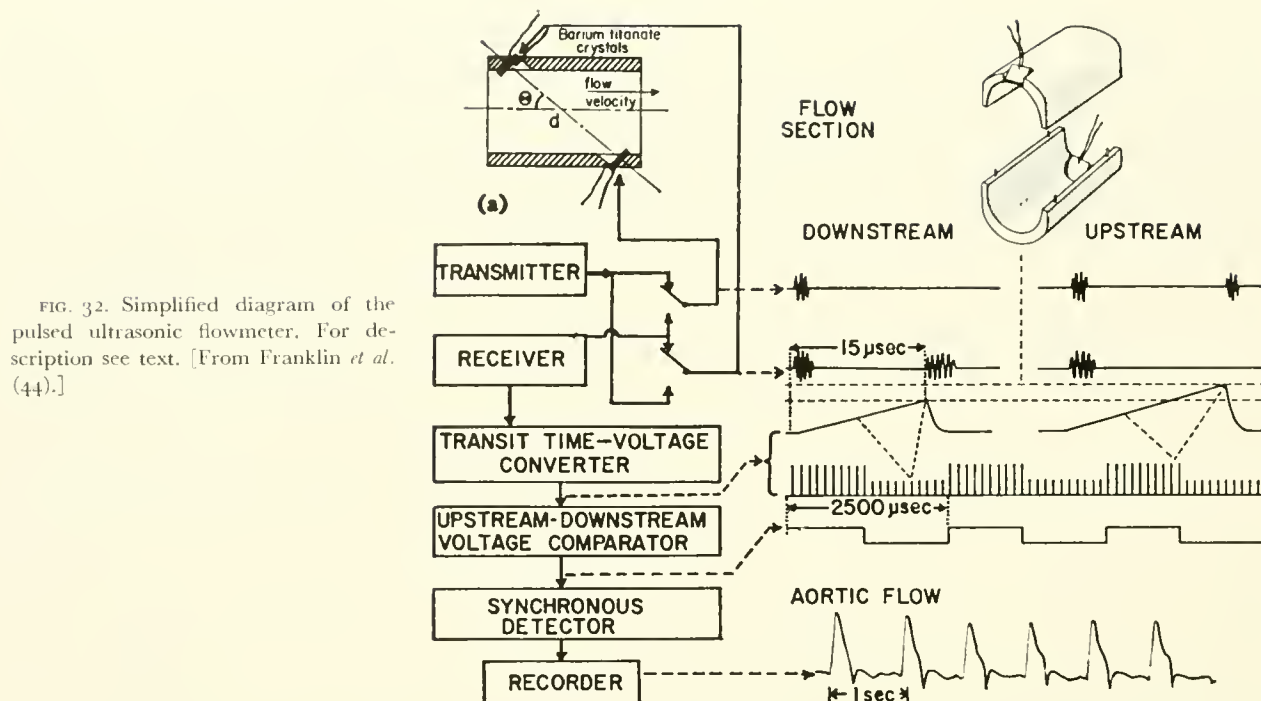 FIG. 32. Simplified diagram of the
pulsed ultrasonic flowmeter. For de-
scription see text. [From Franklin et al.
(44).]
Barium titanate
crystals
flow
velocity
Θ
d
(a)
FLOW
SECTION
DOWNSTREAM
UPSTREAM
TRANSMITTER
RECEIVER
15 μsec
TRANSIT TIME–VOLTAGE
CONVERTER
UPSTREAM-DOWNSTREAM
VOLTAGE COMPARATOR
2500 μsec
SYNCHRONOUS
DETECTOR
AORTIC FLOW
RECORDER
1 sec